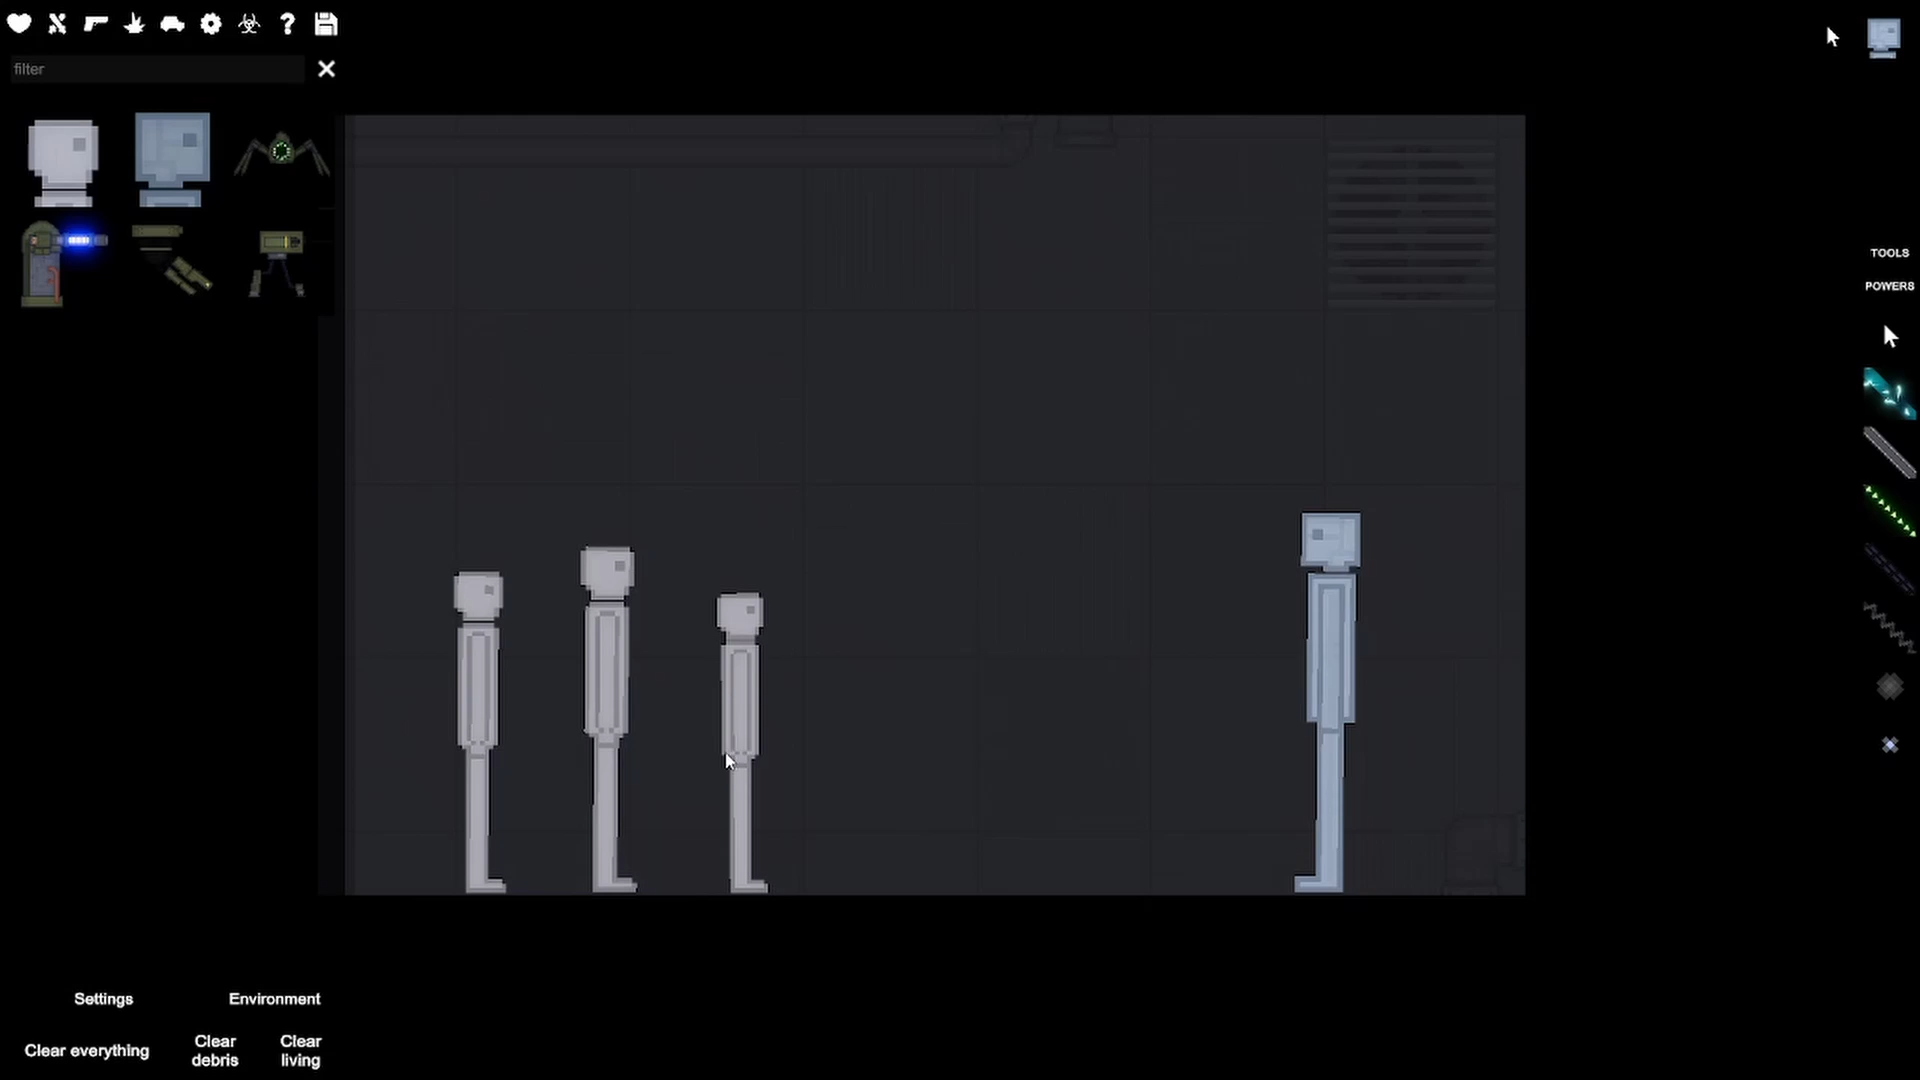 filter
TOOLS
POWERS
Settings
Environment
Clear everything
Clear
debris
Clear
living